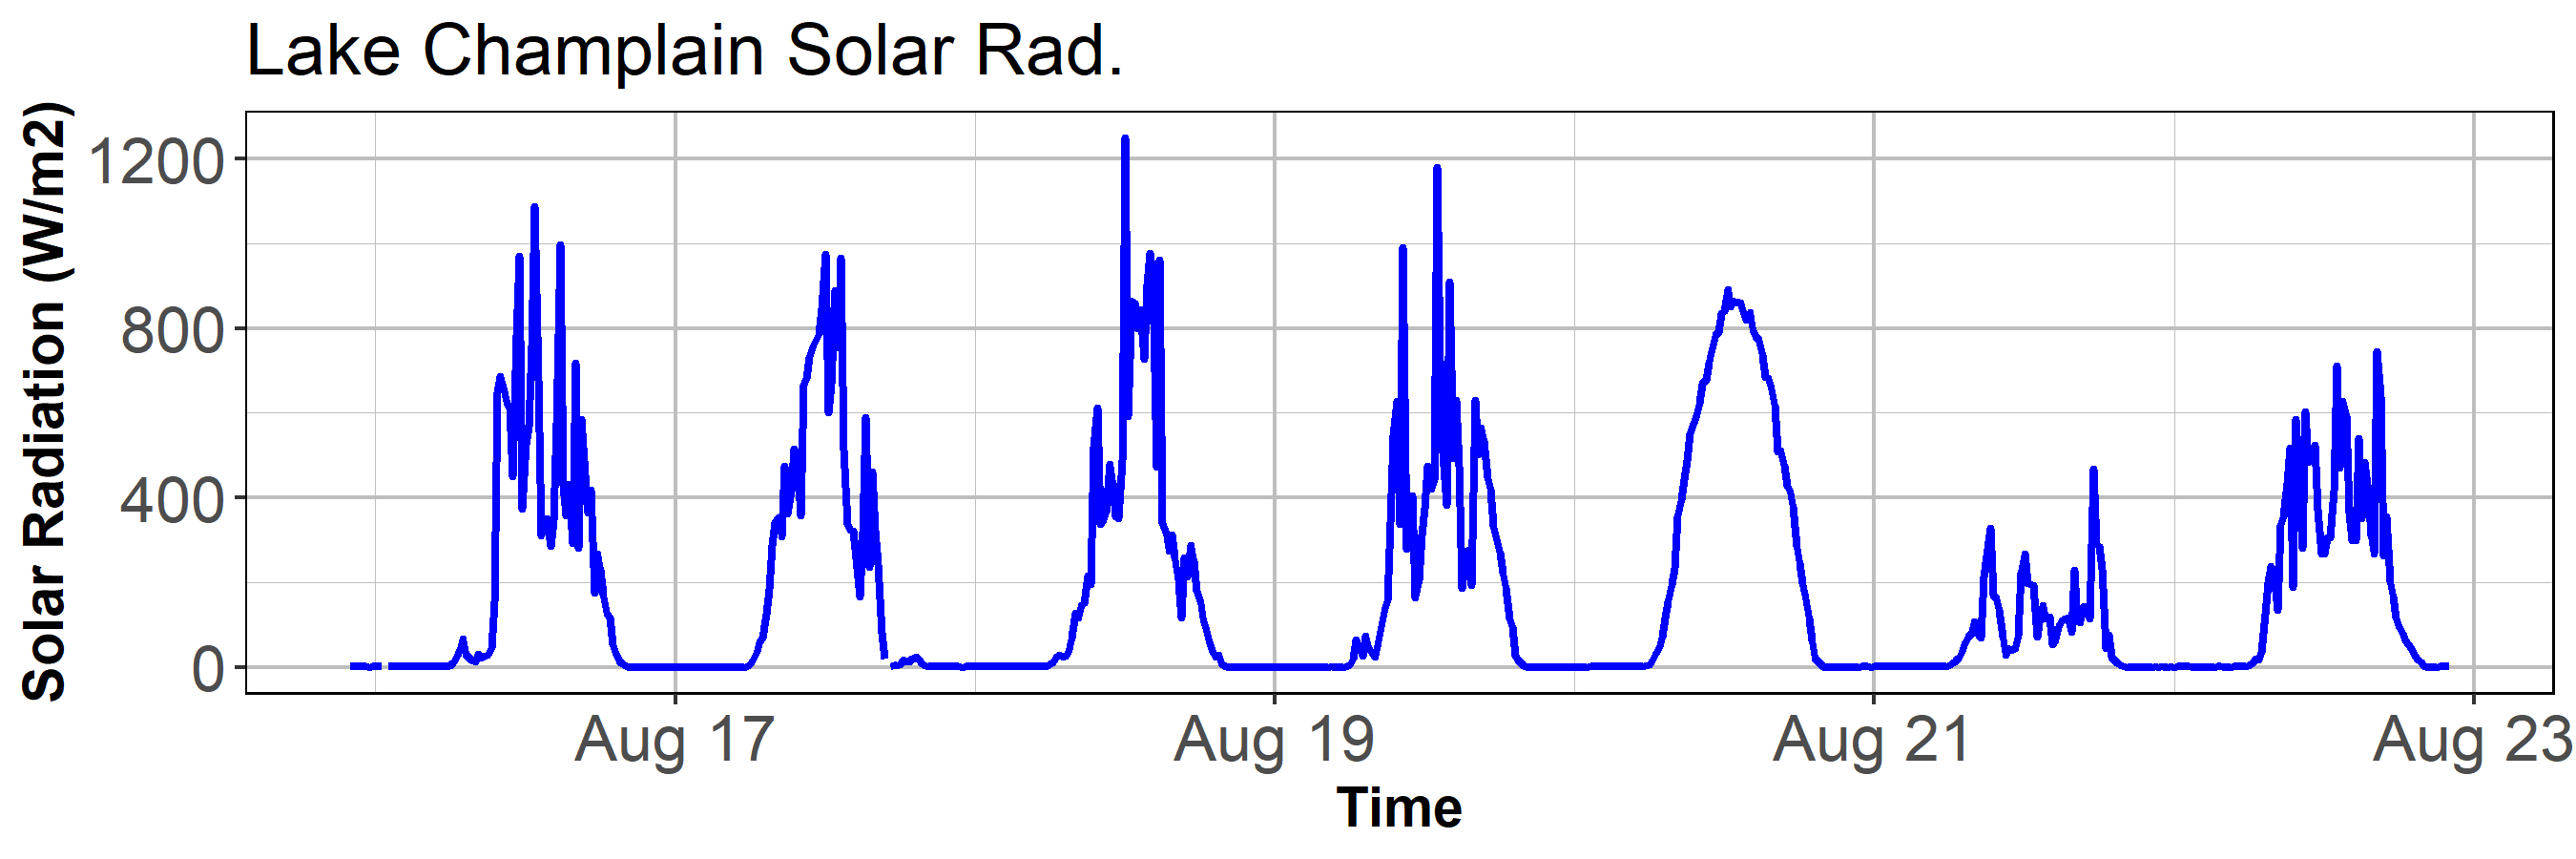 Lake Champlain Solar Rad.
Solar Radiation (W/m2)
1200
800
400
0
Aug 17
Aug 19
Aug 21
Aug 23
Time